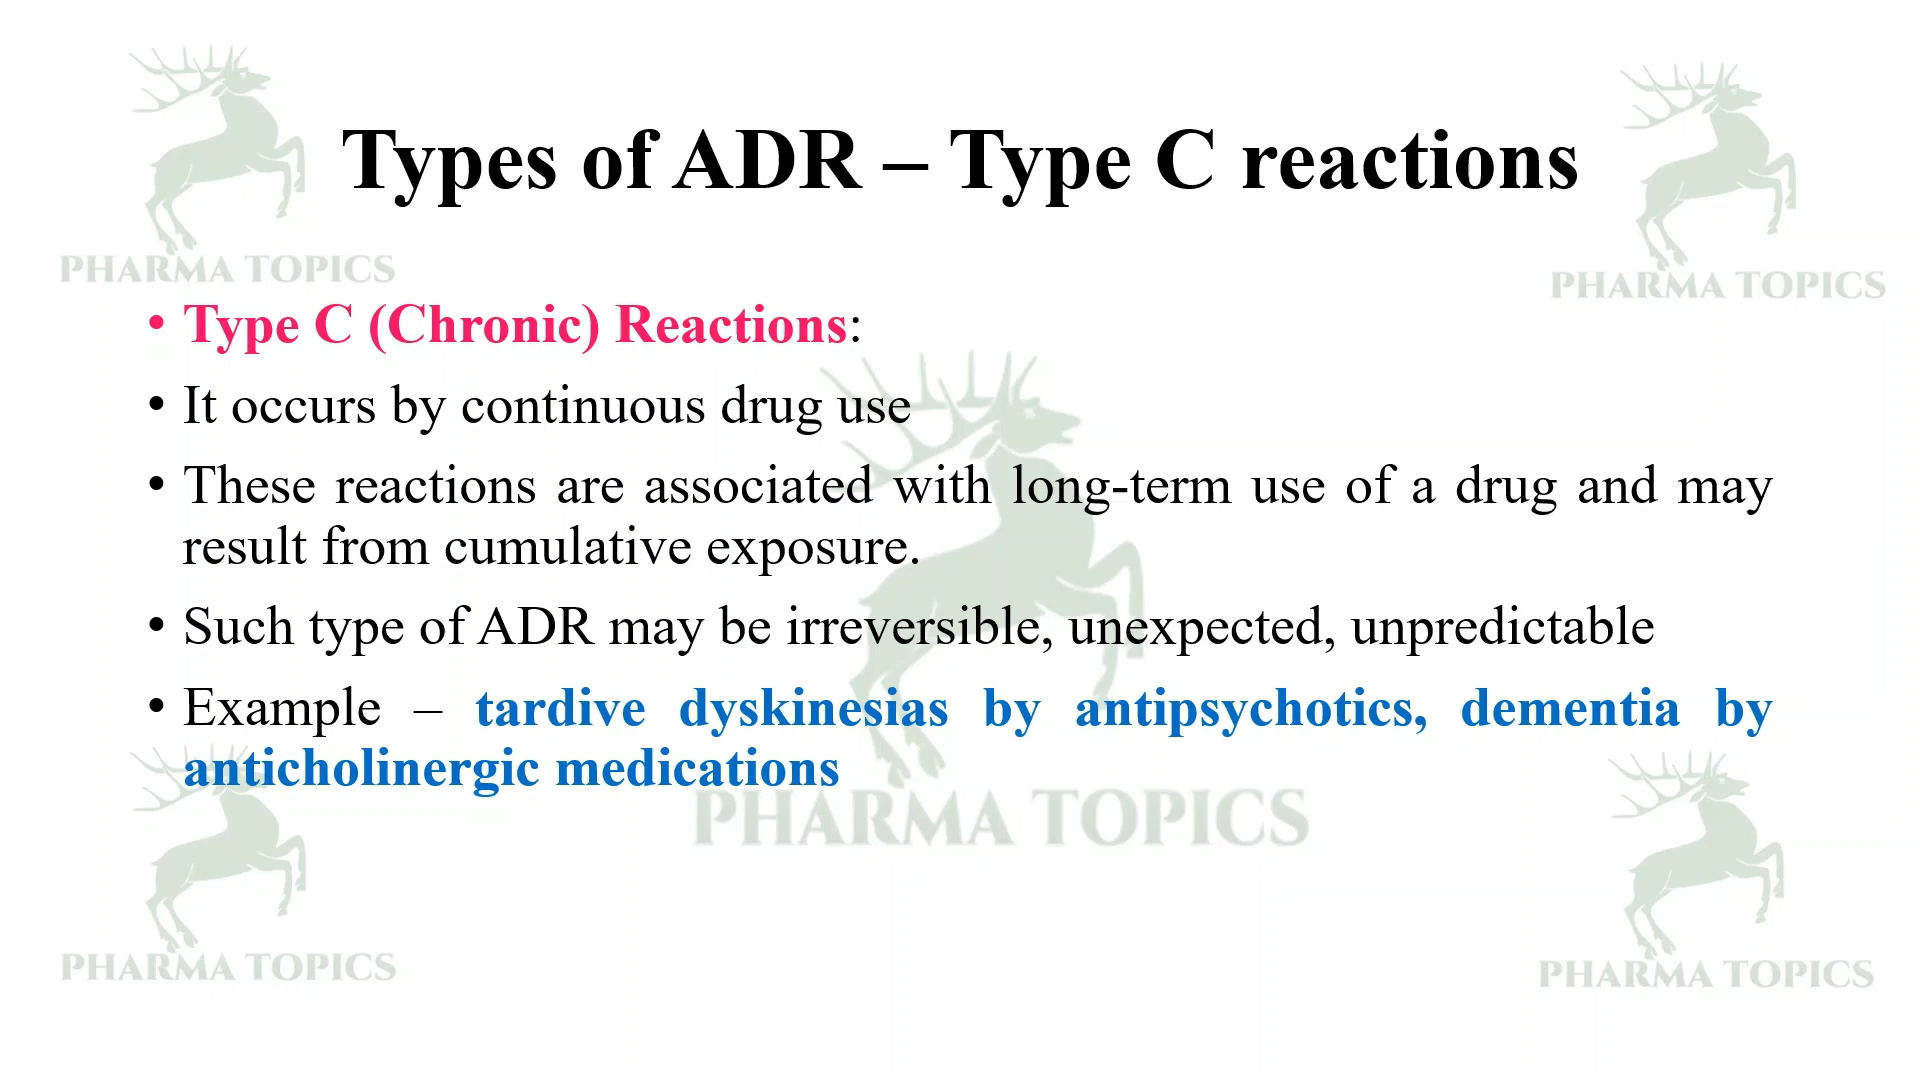 PHARMA TOPICS
PHARMA TOPICS
Types of ADR – Type C reactions
• Type C (Chronic) Reactions:
• It occurs by continuous drug use
• These reactions are associated with long-term use of a drug and may
result from cumulative exposure.
• Such type of ADR may be irreversible, unexpected, unpredictable
• Example – tardive dyskinesias by antipsychotics, dementia by
anticholinergic medications
PHARMA TOPICS
PHARMA TOPICS
PHARMA TOPICS